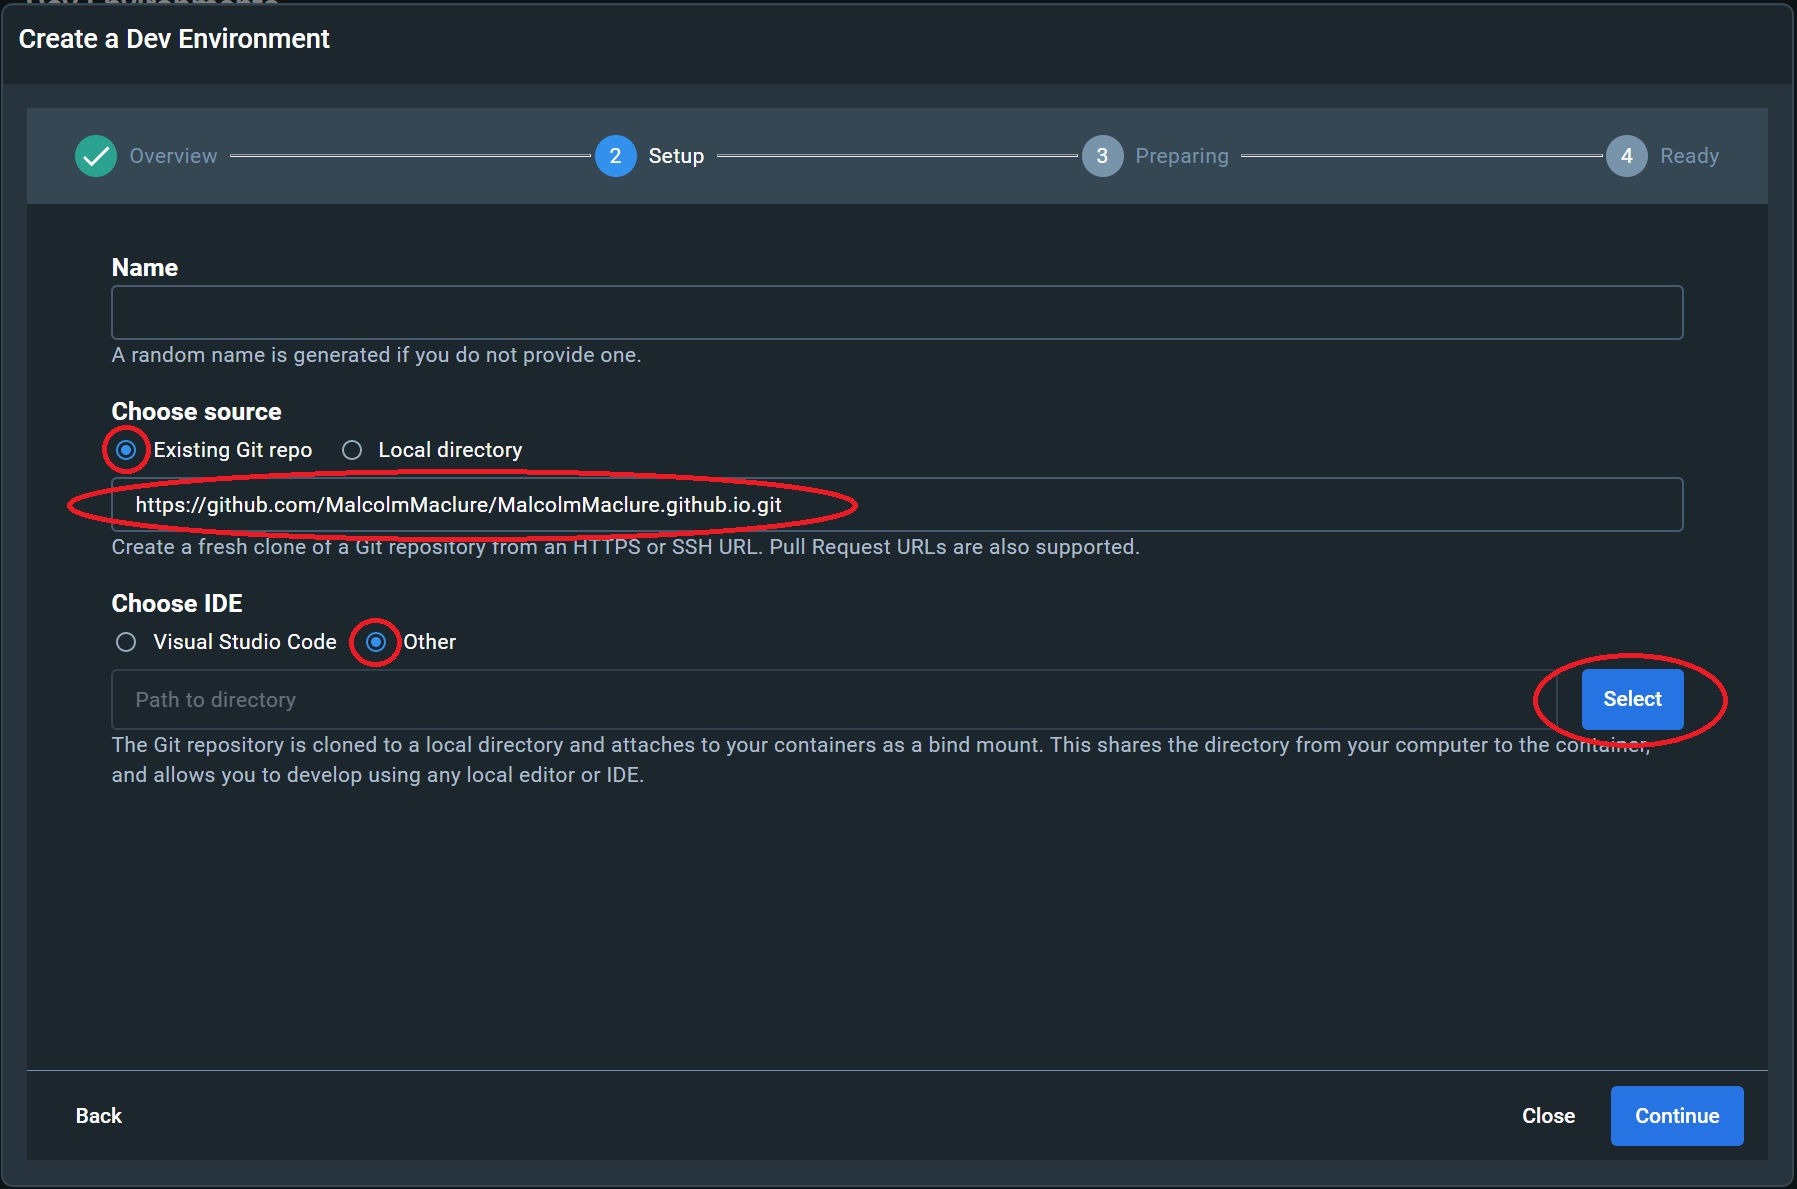 Dev Environments
Create a Dev Environment
Overview
2 Setup
3 Preparing
4 Ready
Name
A random name is generated if you do not provide one.
Choose source
Existing Git repo Local directory
https://github.com/MalcolmMaclure/MalcolmMaclure.github.io.git
Create a fresh clone of a Git repository from an HTTPS or SSH URL. Pull Request URLs are also supported.
Choose IDE
Visual Studio Code Other
Path to directory Select
The Git repository is cloned to a local directory and attaches to your containers as a bind mount. This shares the directory from your computer to the container,
and allows you to develop using any local editor or IDE.
Back Close Continue